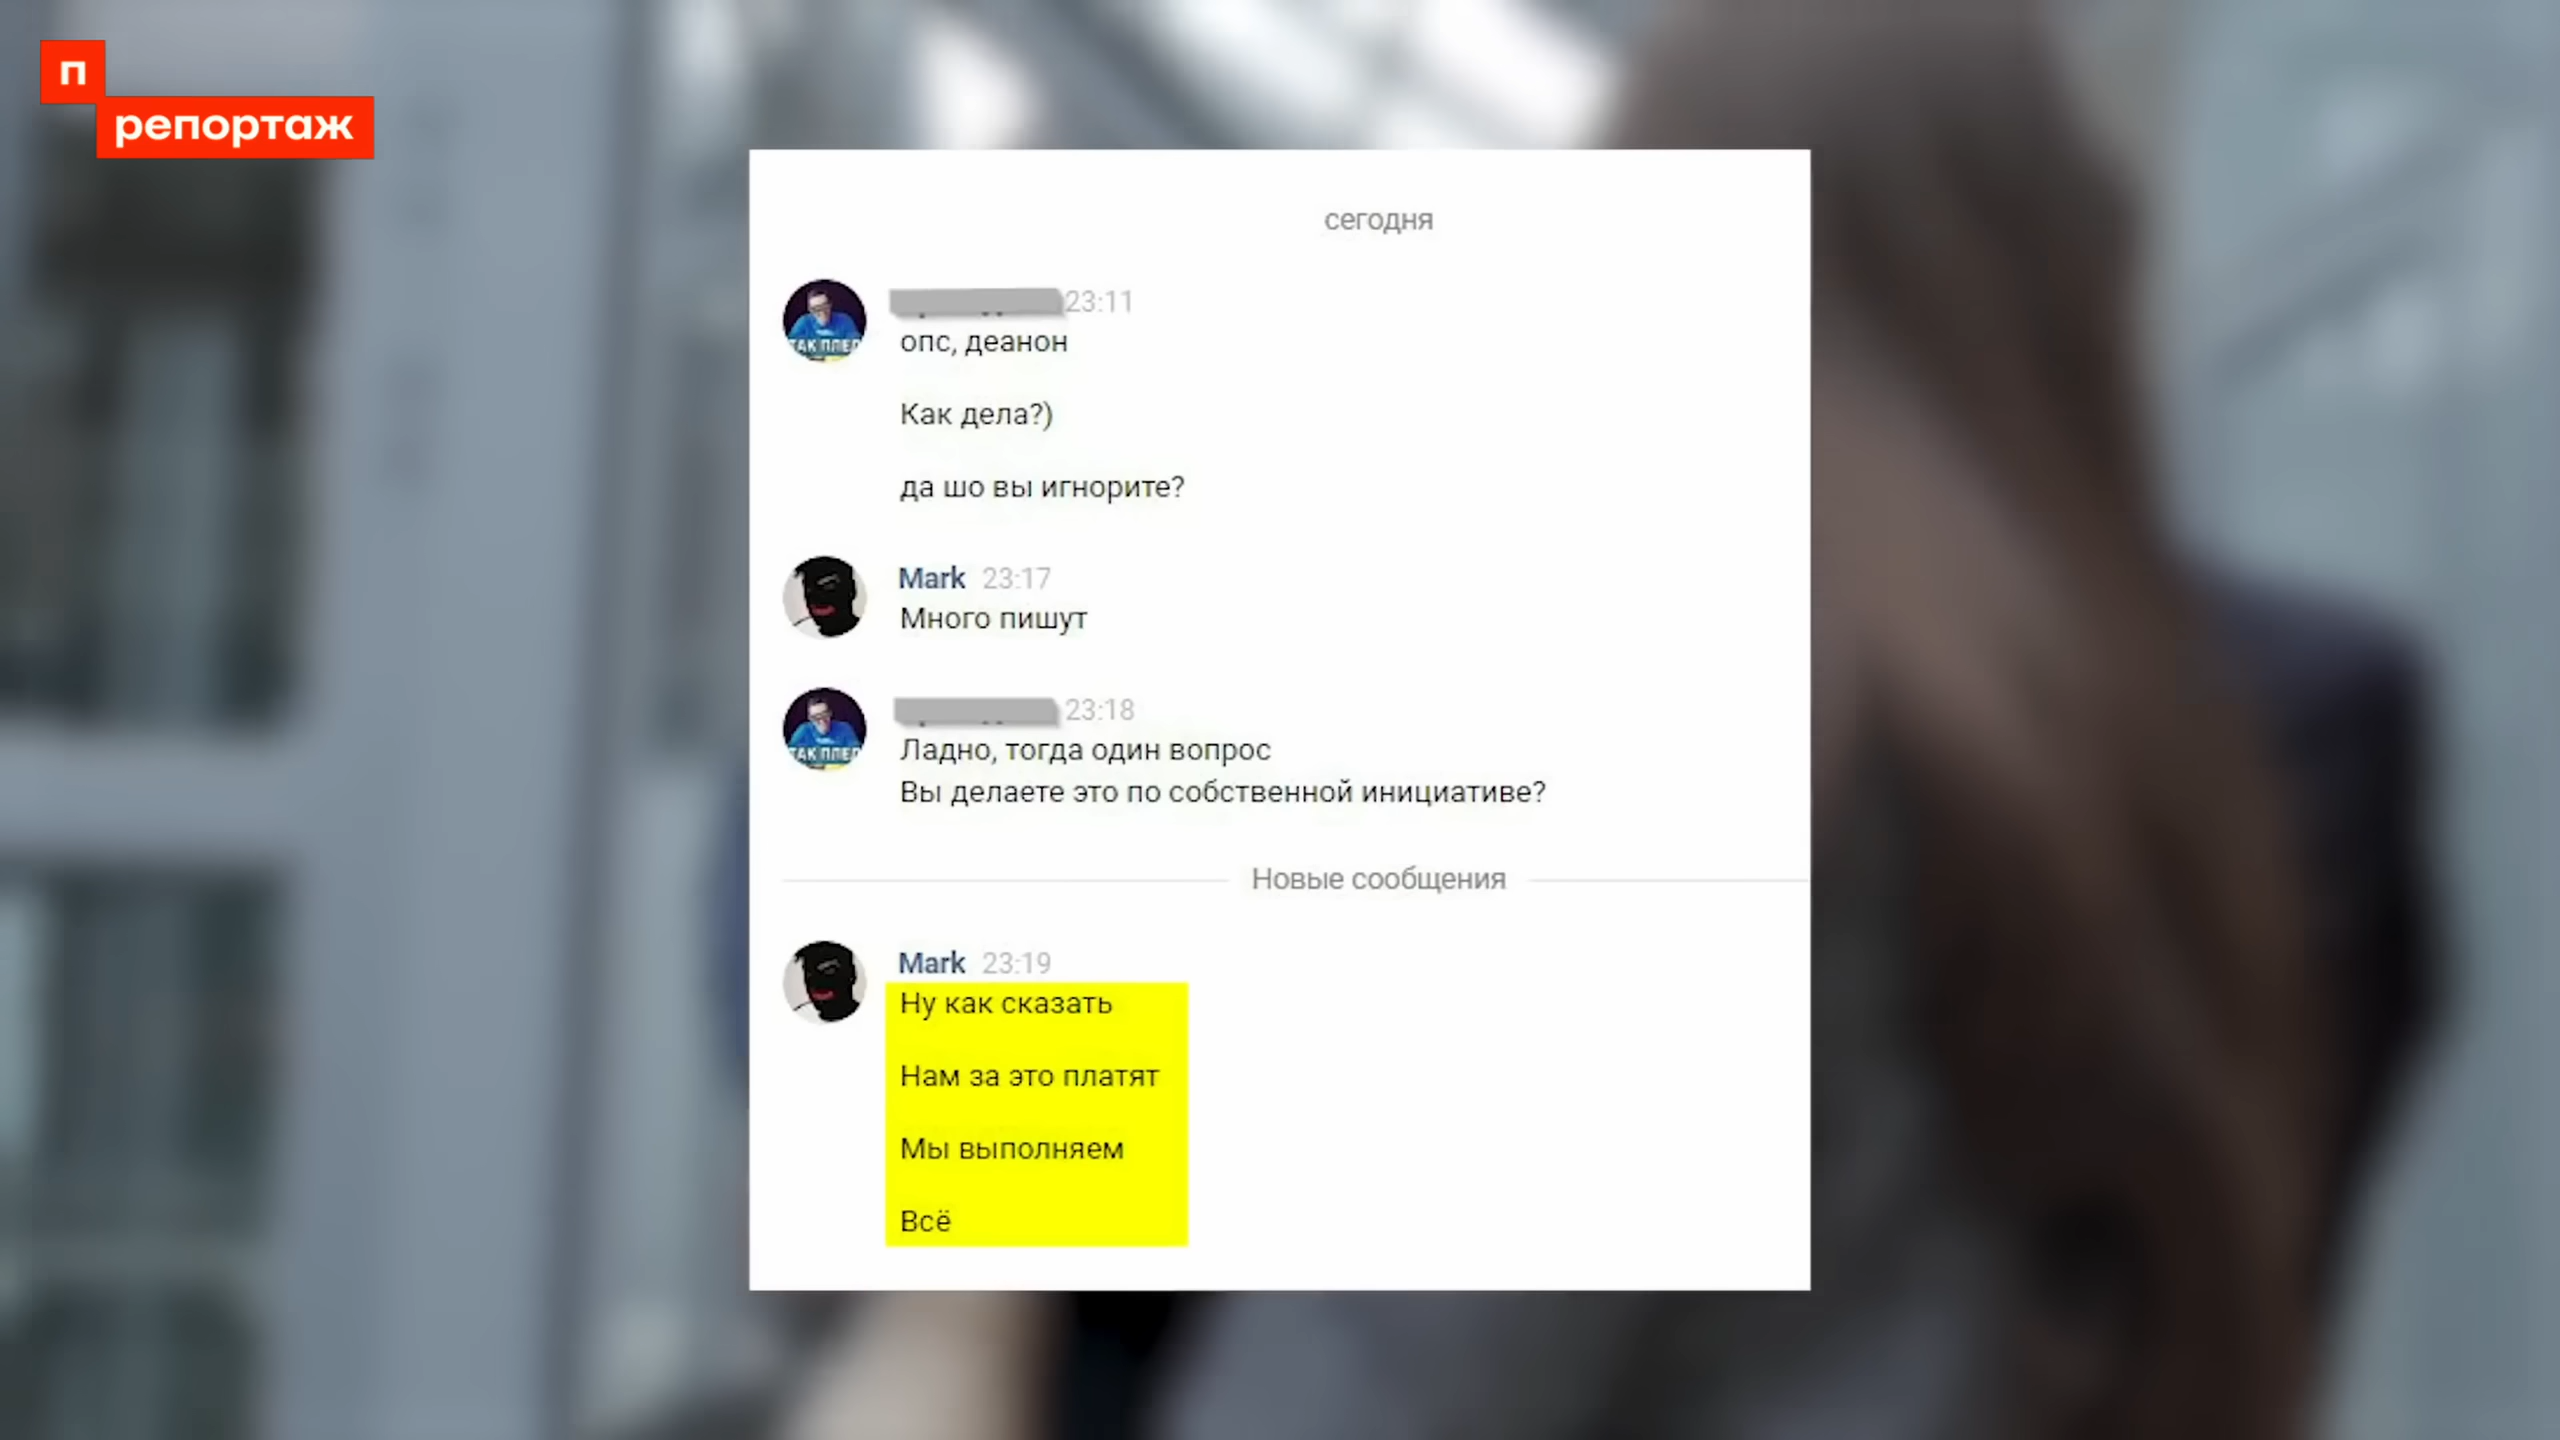 п
репортаж
сегодня
23:11
опс, деанон
Как дела?)
да шо вы игнорите?
Mark 23:17
Много пишут
23:18
Ладно, тогда один вопрос
Вы делаете это по собственной инициативе?
Новые сообщения
Mark 23:19
Ну как сказать
Нам за это платят
Мы выполняем
Всё